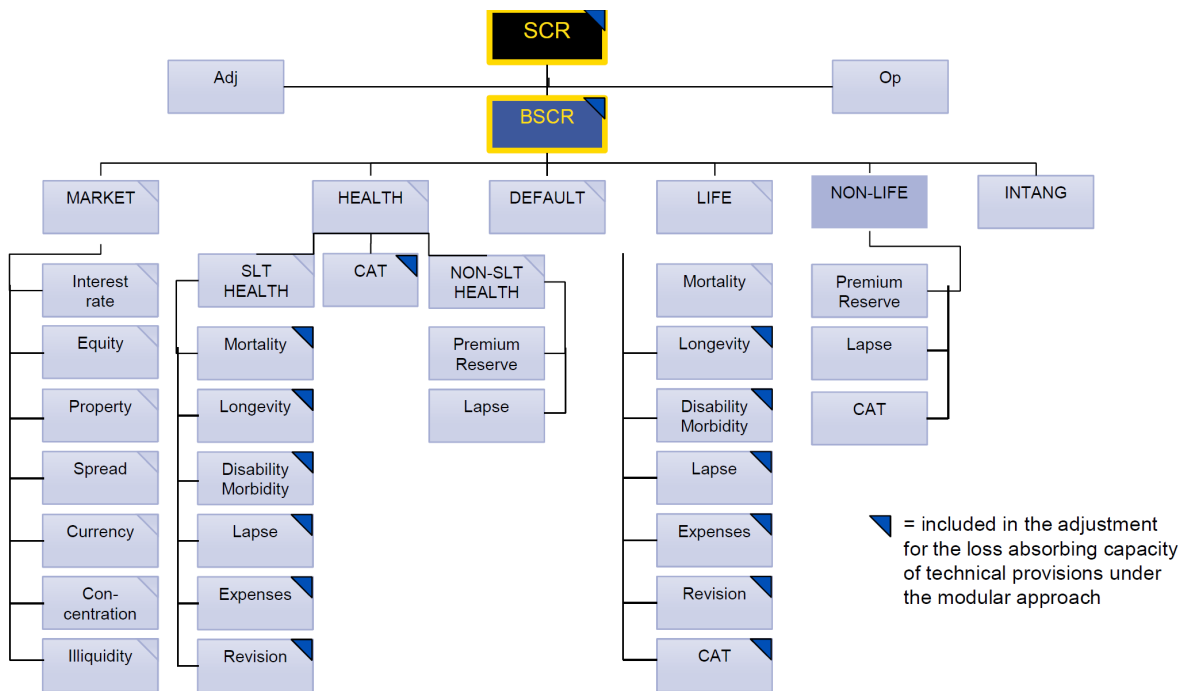 SCR
Adj
Op
BSCR
MARKET
HEALTH
DEFAULT
LIFE
NON-LIFE
INTANG
Interest
rate
Equity
Property
Spread
Currency
Con-
centration
Illiquidity
SLT
HEALTH
Mortality
Longevity
Disability
Morbidity
Lapse
Expenses
Revision
CAT
NON-SLT
HEALTH
Premium
Reserve
Lapse
Mortality
Longevity
Disability
Morbidity
Lapse
Expenses
Revision
CAT
Premium
Reserve
Lapse
CAT
= included in the adjustment
for the loss absorbing capacity
of technical provisions under
the modular approach